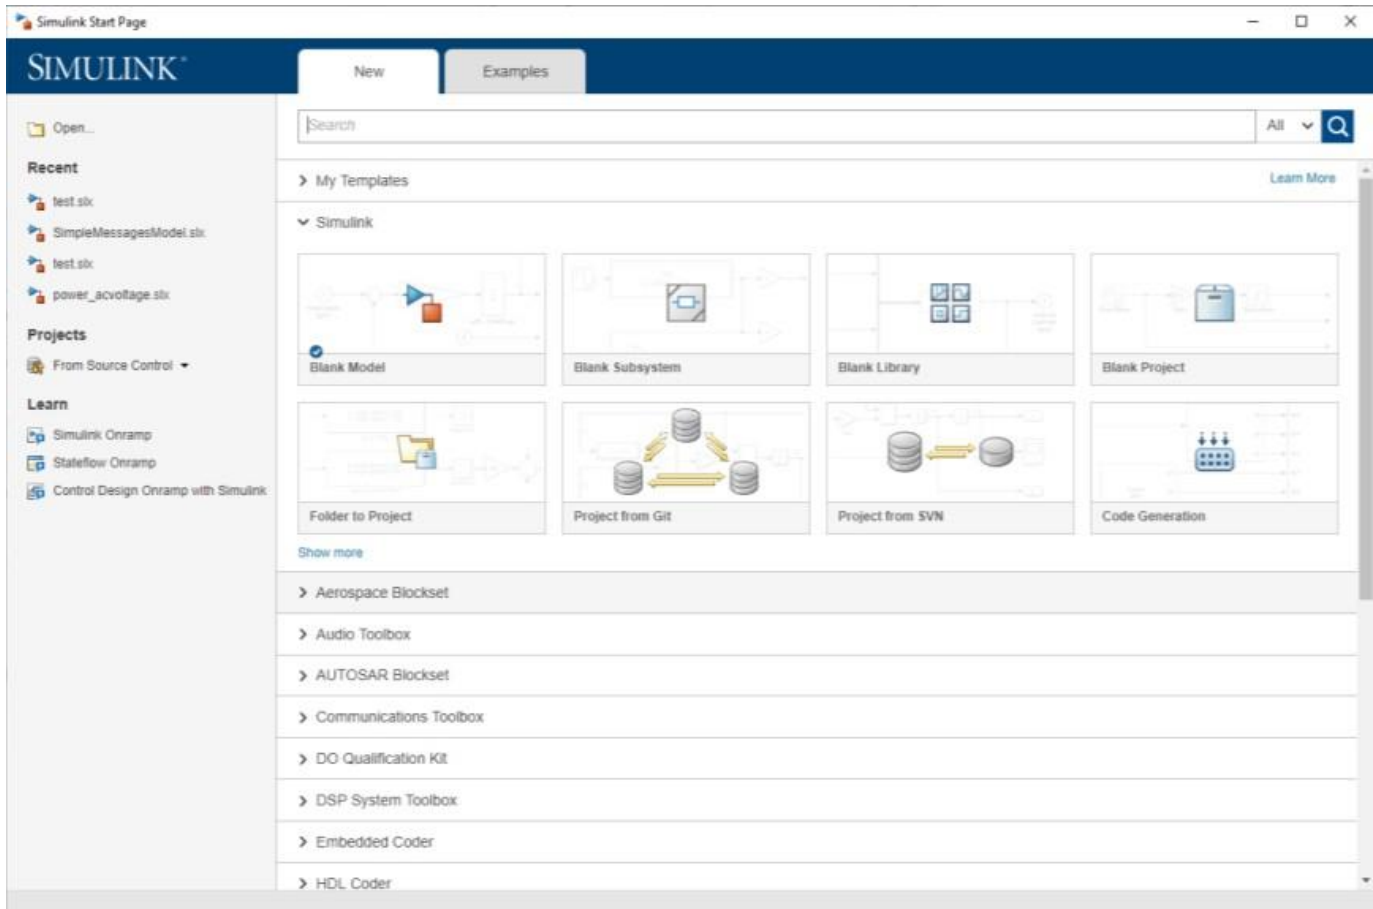 Simulink Start Page
SIMULINK®
New
Examples
Open...
Recent
test.slx
SimpleMessagesModel.slx
test.slx
power_acvoltage.slx
Projects
From Source Control
Learn
Simulink Onramp
Stateflow Onramp
Control Design Onramp with Simulink
Search
All
My Templates
Learn More
Simulink
Blank Model
Blank Subsystem
Blank Library
Blank Project
Folder to Project
Project from Git
Project from SVN
Code Generation
Show more
Aerospace Blockset
Audio Toolbox
AUTOSAR Blockset
Communications Toolbox
DO Qualification Kit
DSP System Toolbox
Embedded Coder
HDL Coder